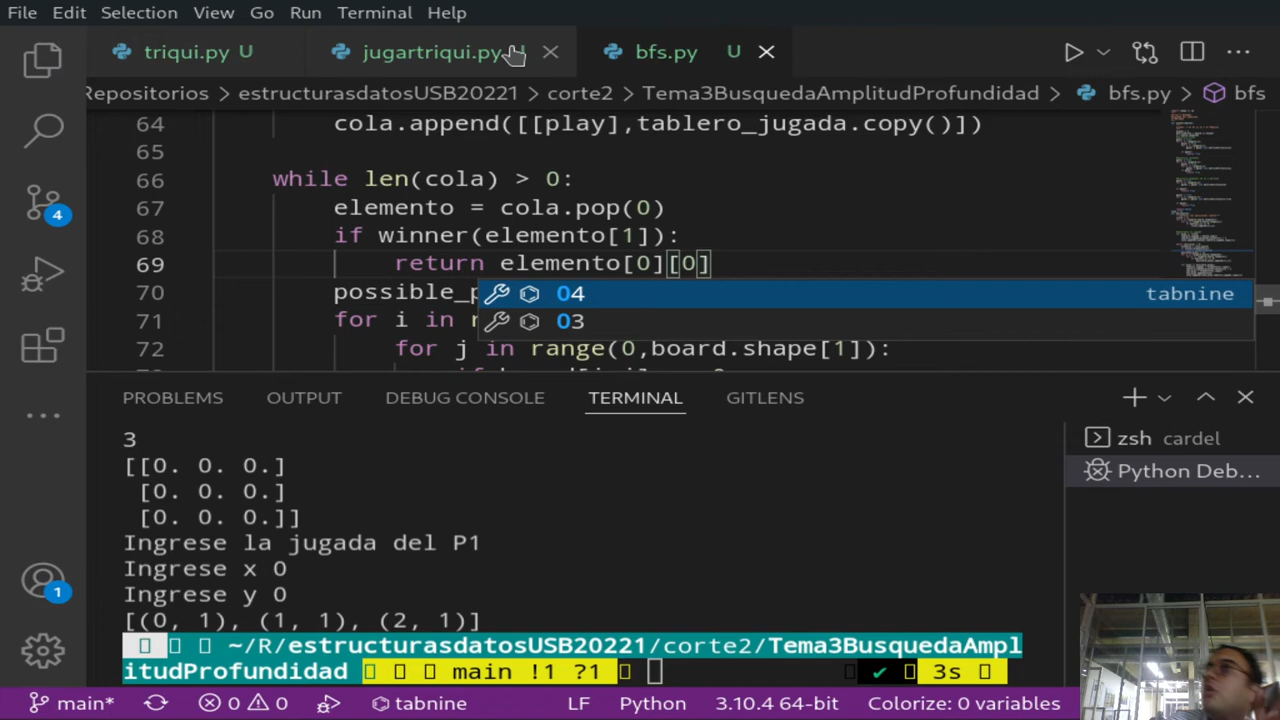 File Edit Selection View Go Run Terminal Help
triqui.py U jugartriqui.py bfs.py U
Repositorios > estructurasdatosUSB20221 > corte2 > Tema3BusquedaAmplitudProfundidad > bfs.py > bfs
64 cola.append([[play],tablero_jugada.copy()])
65
66 while len(cola) > 0:
67 elemento = cola.pop(0)
68 if winner(elemento[1]):
69 return elemento[0][0]
70 possible_p
04 tabnine
71 for i in
03
72 for j in range(0,board.shape[1]):
PROBLEMS OUTPUT DEBUG CONSOLE TERMINAL GITLENS
3
[[0. 0. 0.]
[0. 0. 0.]
[0. 0. 0.]]
Ingrese la jugada del P1
Ingrese x 0
Ingrese y 0
[(0, 1), (1, 1), (2, 1)]
~/R/estructurasdatosUSB20221/corte2/Tema3BusquedaAmpl
itudProfundidad main !1 ?1 ✔ 3s
zsh cardel
Python Deb...
4
1
main* 0 0 tabnine LF Python 3.10.4 64-bit Colorize: 0 variables